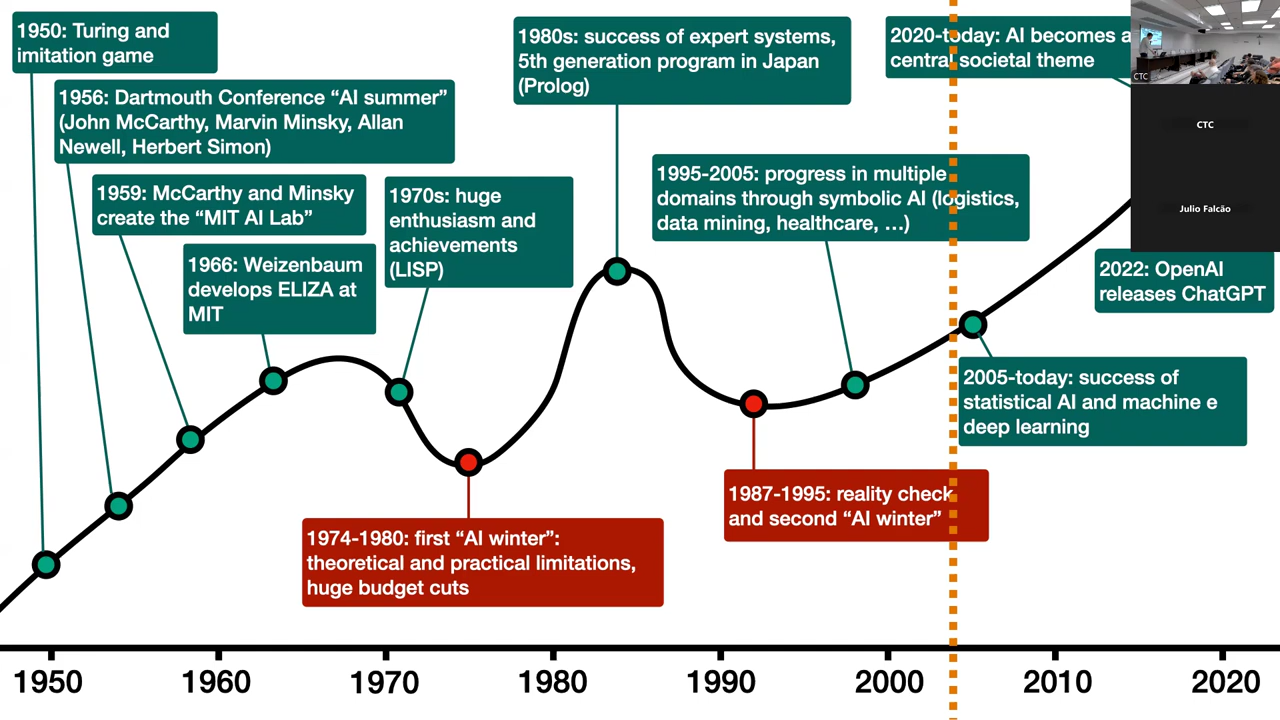 1950: Turing and
imitation game
1956: Dartmouth Conference “AI summer”
(John McCarthy, Marvin Minsky, Allan
Newell, Herbert Simon)
1959: McCarthy and Minsky
create the “MIT AI Lab”
1966: Weizenbaum
develops ELIZA at
MIT
1970s: huge
enthusiasm and
achievements
(LISP)
1974-1980: first “AI winter”:
theoretical and practical limitations,
huge budget cuts
1980s: success of expert systems,
5th generation program in Japan
(Prolog)
1987-1995: reality check
and second “AI winter”
1995-2005: progress in multiple
domains through symbolic AI (logistics,
data mining, healthcare, …)
2005-today: success of
statistical AI and machine e
deep learning
2020-today: AI becomes a
central societal theme
2022: OpenAI
releases ChatGPT
CTC
CTC
Julio Falcão
1950 1960 1970 1980 1990 2000 2010 2020